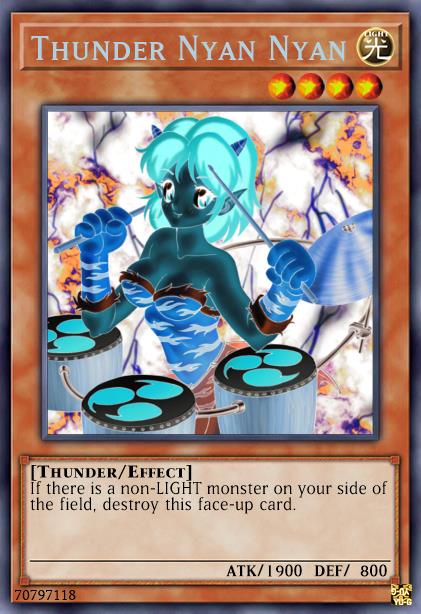 Thunder Nyan Nyan
LIGHT
光
[Thunder/Effect]
If there is a non-LIGHT monster on your side of
the field, destroy this face-up card.
ATK/1900 DEF/ 800
70797118